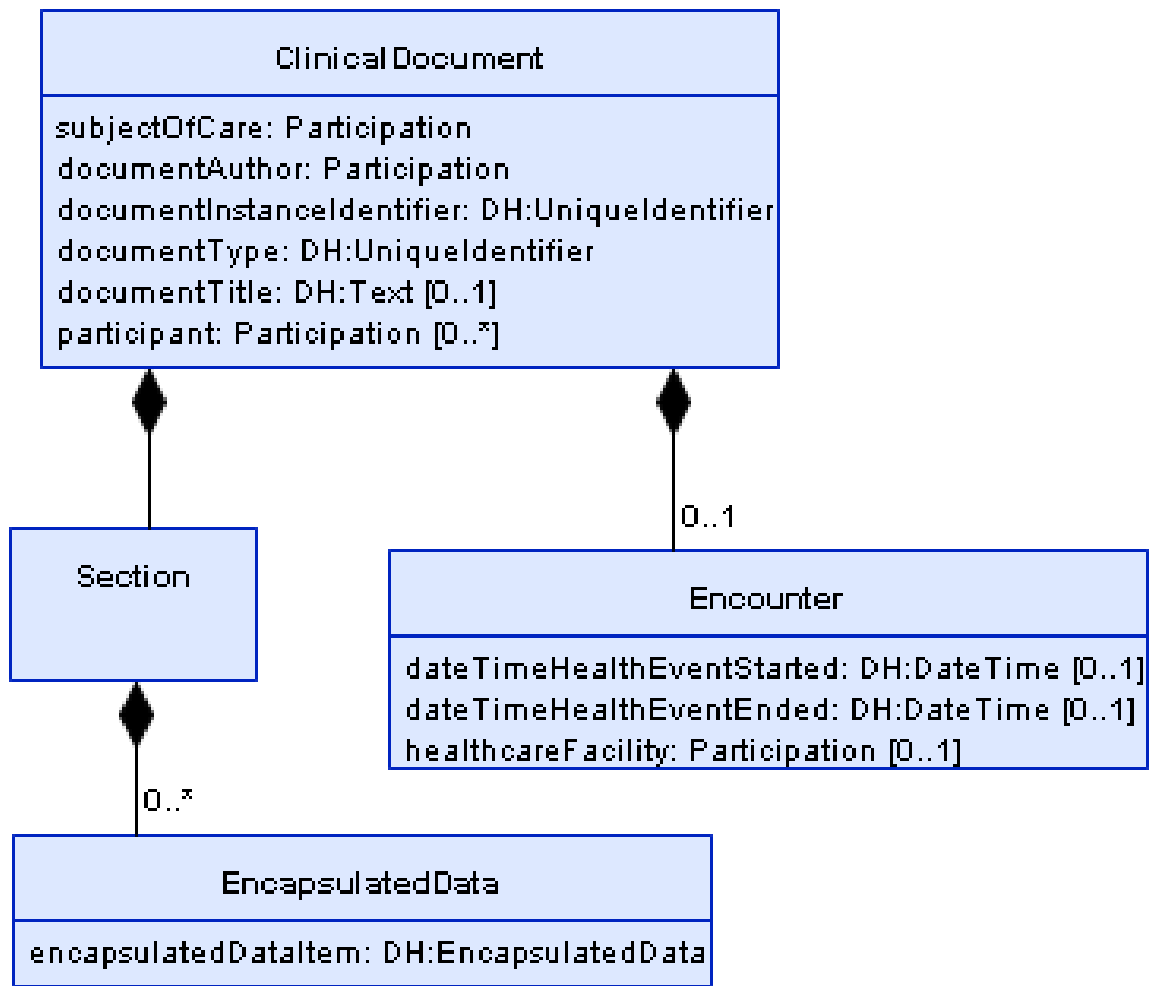 ClinicalDocument
subjectOfCare: Participation
documentAuthor: Participation
documentInstanceIdentifier: DH:UniqueIdentifier
documentType: DH:UniqueIdentifier
documentTitle: DH:Text [0..1]
participant: Participation [0..*]
0..1
Section
Encounter
dateTimeHealthEventStarted: DH:DateTime [0..1]
dateTimeHealthEventEnded: DH:DateTime [0..1]
healthcareFacility: Participation [0..1]
0..*
EncapsulatedData
encapsulatedDataItem: DH:EncapsulatedData